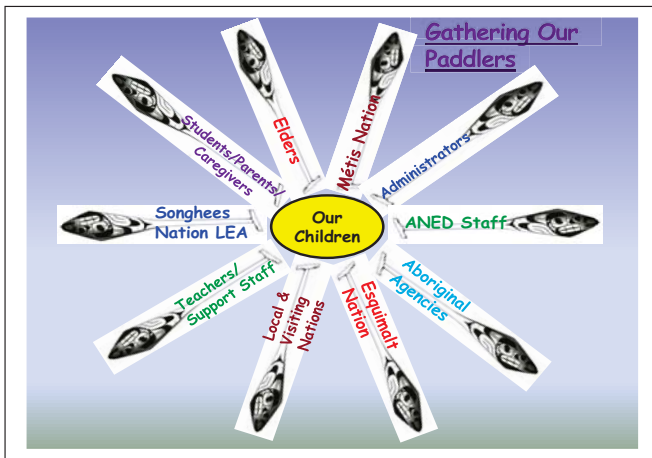 Gathering Our
Paddlers
Elders
Métis Nation
Administrators
ANED Staff
Aboriginal
Agencies
Esquimalt
Nation
Local &
Visiting
Nations
Teachers/
Support Staff
Songhees
Nation LEA
Students/Parents/
Caregivers
Our
Children